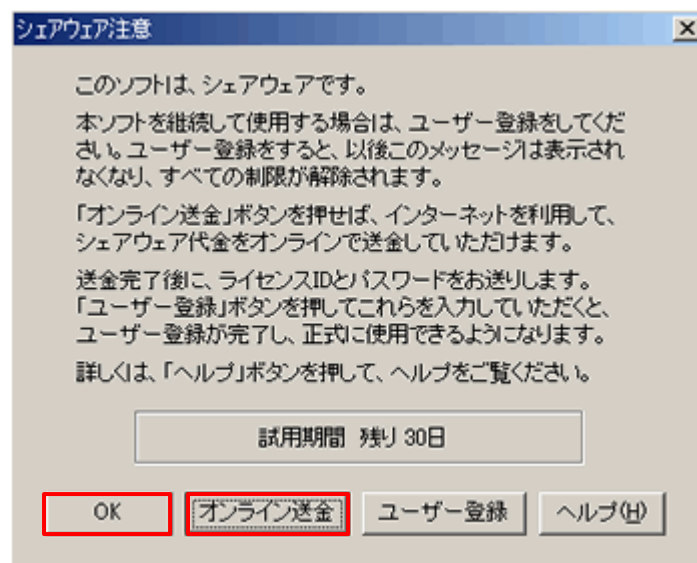 シェアウェア注意
このソフトは、シェアウェアです。
本ソフトを継続して使用する場合は、ユーザー登録をしてくだ
さい。ユーザー登録をすると、以後このメッセージは表示され
なくなり、すべての制限が解除されます。
「オンライン送金」ボタンを押せば、インターネットを利用して、
シェアウェア代金をオンラインで送金していただけます。
送金完了後に、ライセンスIDとパスワードをお送りします。
「ユーザー登録」ボタンを押してこれらを入力していただくと、
ユーザー登録が完了し、正式に使用できるようになります。
詳しくは、「ヘルプ」ボタンを押して、ヘルプをご覧ください。
試用期間 残り 30日
OK オンライン送金 ユーザー登録 ヘルプ(H)